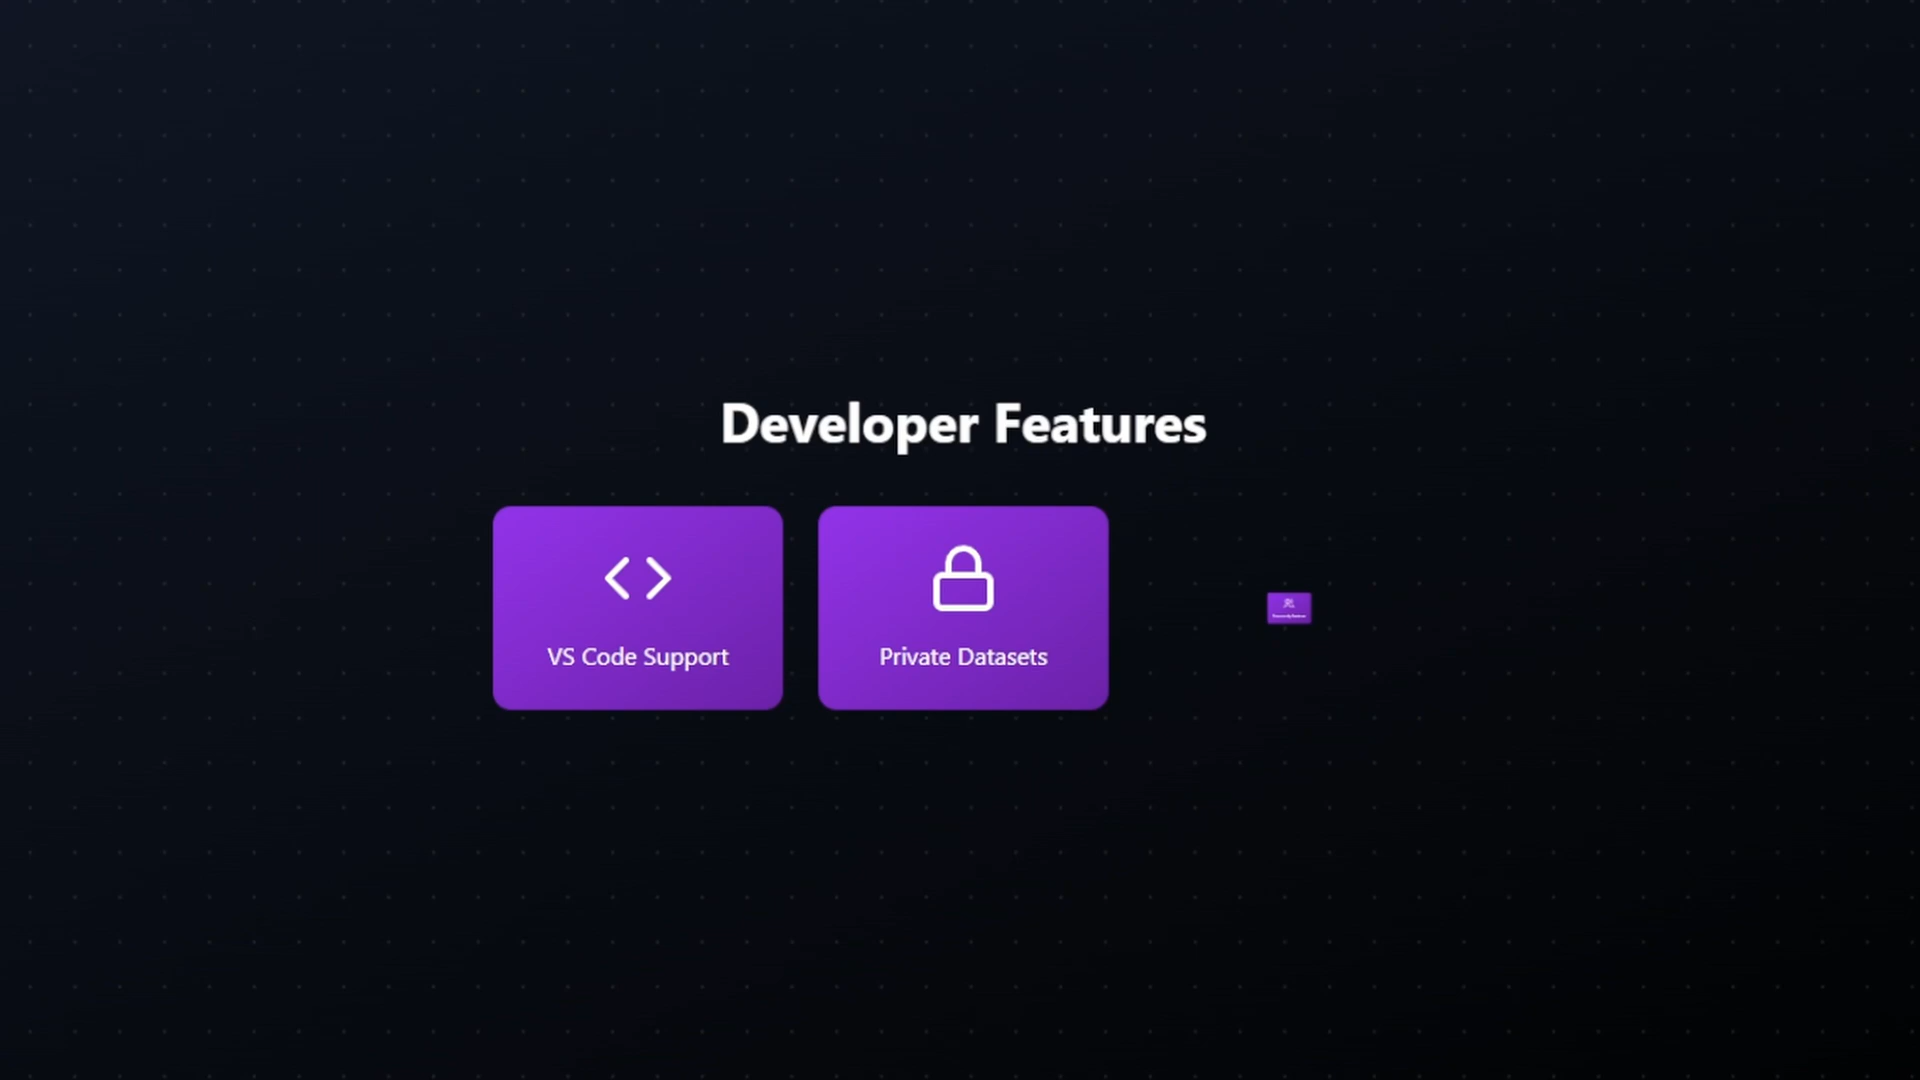 Developer Features
VS Code Support
Private Datasets